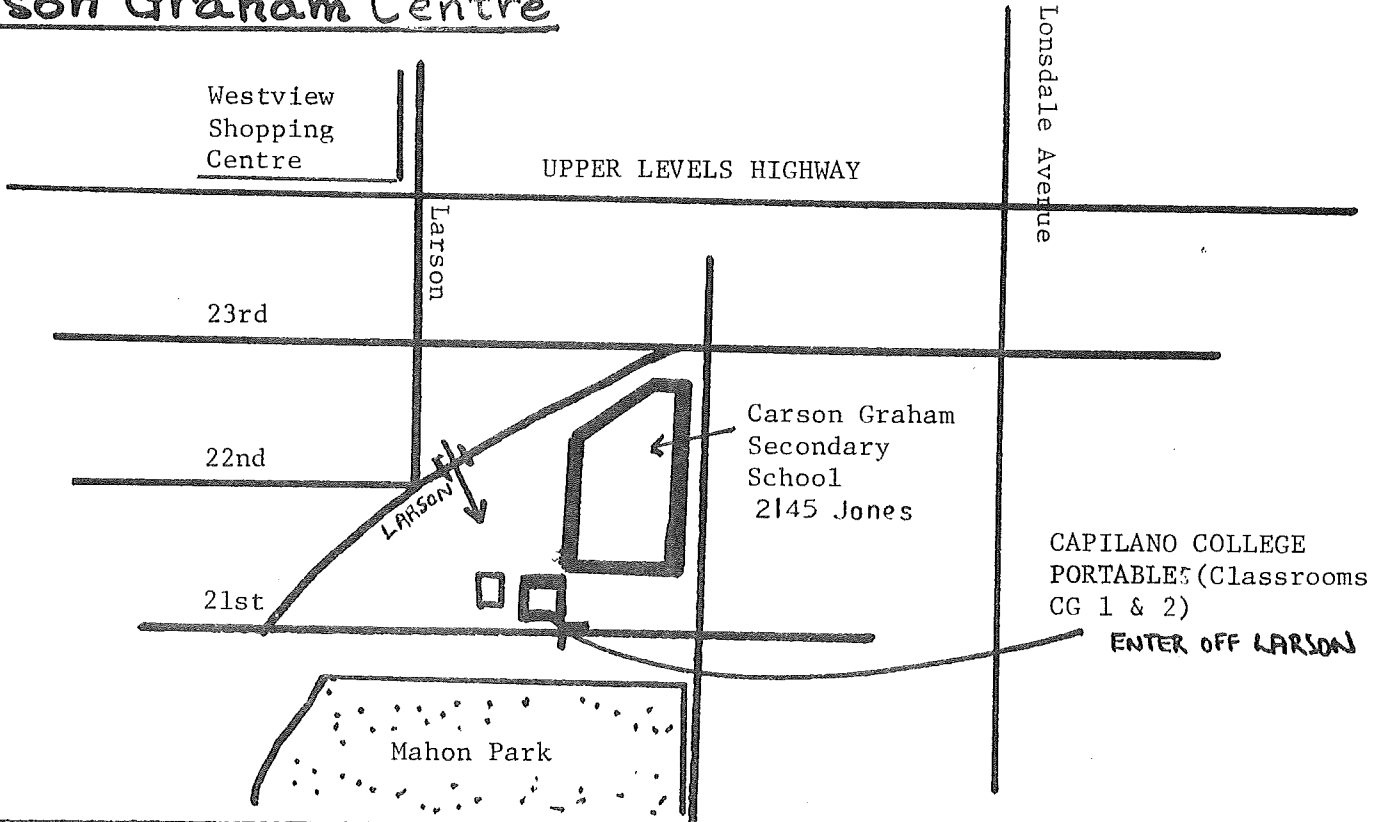 son Graham Centre
Lonsdale Avenue
Westview
Shopping
Centre
UPPER LEVELS HIGHWAY
Larson
23rd
Carson Graham
Secondary
School
2145 Jones
22nd
LARSON
CAPILANO COLLEGE
PORTABLES (Classrooms
CG 1 & 2)
ENTER OFF LARSON
21st
Mahon Park